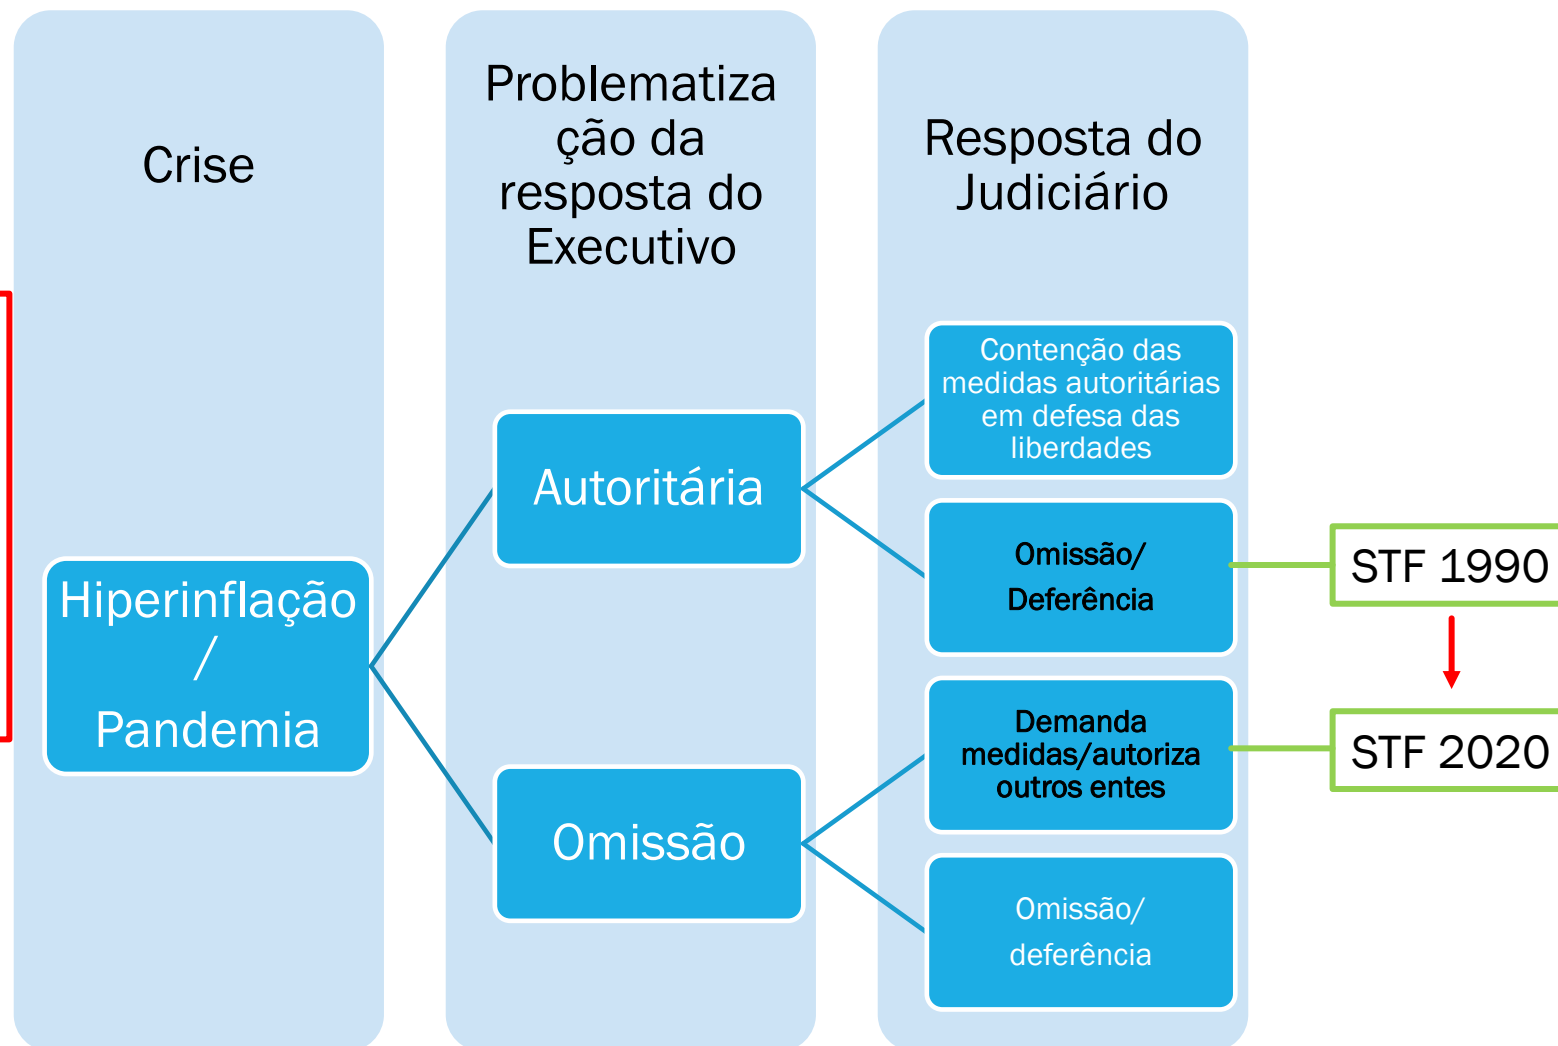 Crise
Problematiza
ção da
resposta do
Executivo
Resposta do
Judiciário
Hiperinflação
/
Pandemia
Autoritária
Omissão
Contenção das
medidas autoritárias
em defesa das
liberdades
Omissão/
Deferência
Demanda
medidas/autoriza
outros entes
Omissão/
deferência
STF 1990
STF 2020